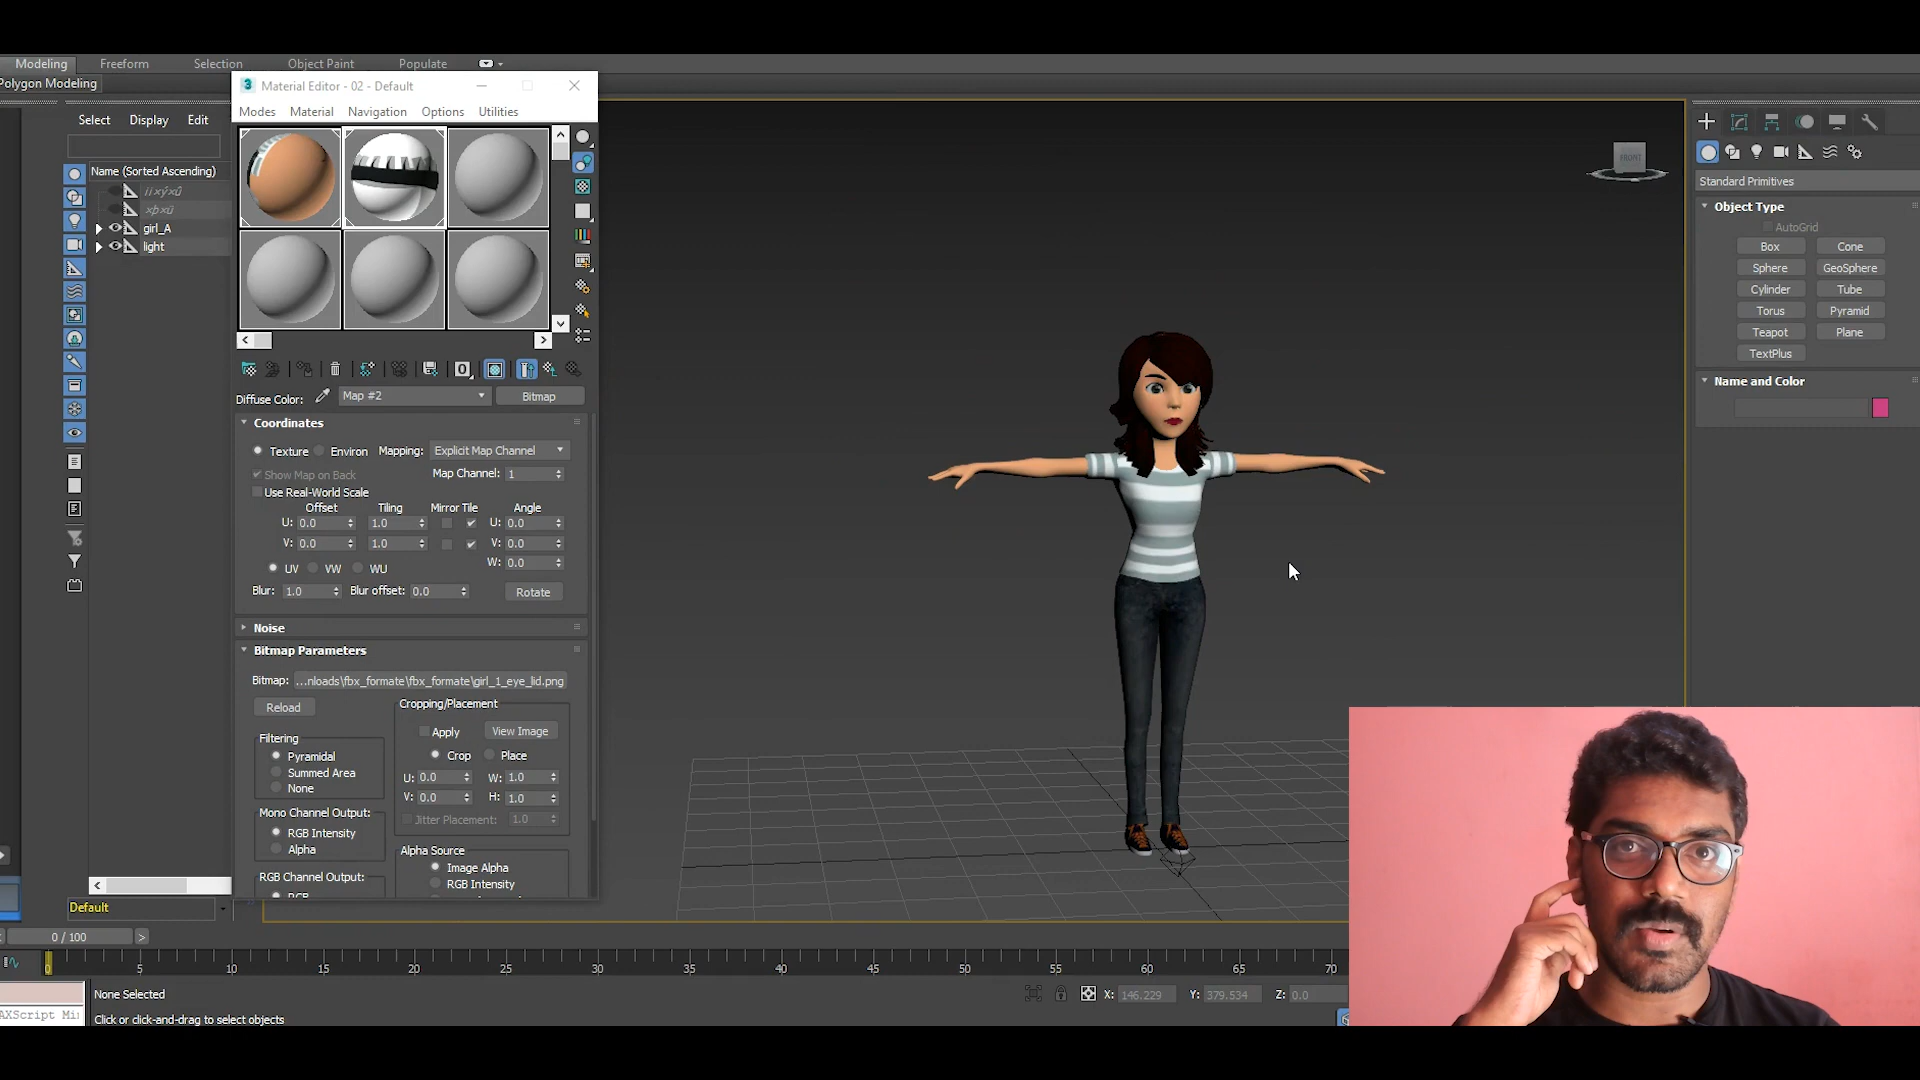 Modeling Freeform Selection Object Paint Populate
Polygon Modeling
3 Material Editor - 02 - Default
Modes Material Navigation Options Utilities
Select Display Edit
Name (Sorted Ascending)
girl_A
light
Diffuse Color: Map #2 Bitmap
Coordinates
Texture Environ Mapping: Explicit Map Channel
Show Map on Back Map Channel: 1
Use Real-World Scale
Offset Tiling Mirror Tile Angle
U: 0.0 1.0 U: 0.0
V: 0.0 1.0 V: 0.0
W: 0.0
UV VW WU
Blur: 1.0 Blur offset: 0.0 Rotate
Noise
Bitmap Parameters
Bitmap: ...nloads\fbx_formate\fbx_formate\girl_1_eye_lid.png
Reload
Cropping/Placement
Apply View Image
Crop Place
U: 0.0 W: 1.0
V: 0.0 H: 1.0
Jitter Placement: 1.0
Filtering
Pyramidal
Summed Area
None
Mono Channel Output:
RGB Intensity
Alpha
RGB Channel Output:
RGB
Alpha Source
Image Alpha
RGB Intensity
FRONT
Standard Primitives
Object Type
AutoGrid
Box Cone
Sphere GeoSphere
Cylinder Tube
Torus Pyramid
Teapot Plane
TextPlus
Name and Color
Default
0 / 100 >
0 5 10 15 20 25 30 35 40 45 50 55 60 65 70
None Selected
X: 146.229 Y: 379.534 Z: 0.0
AXScript Mi
Click or click-and-drag to select objects